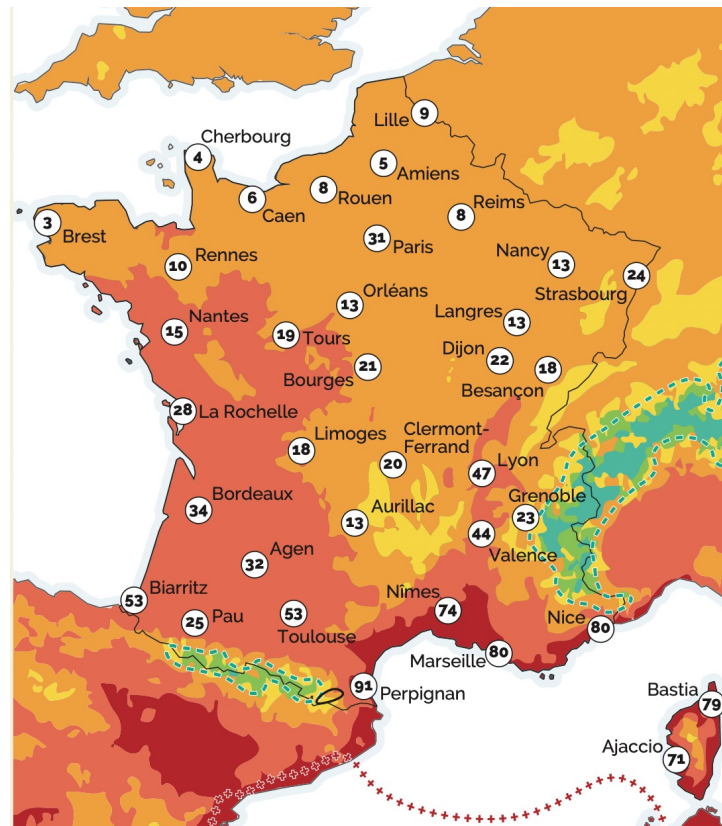 Lille 9
Cherbourg
4
5
Amiens
8
Rouen
6
Caen
Reims
8
3
Brest
31
Paris
Rennes
10
Nancy
13
Strasbourg
24
Orléans
13
Nantes
15
Langres
13
19
Tours
Dijon
22
Bourges
21
18
Besançon
28
La Rochelle
Limoges
18
Clermont-
Ferrand
20
Lyon
47
Bordeaux
34
Grenoble
23
Aurillac
13
44
Valence
Agen
32
Biarritz
53
Nîmes
74
25
Pau
53
Toulouse
Nice
80
Marseille
80
91
Perpignan
Bastia
79
Ajaccio
71